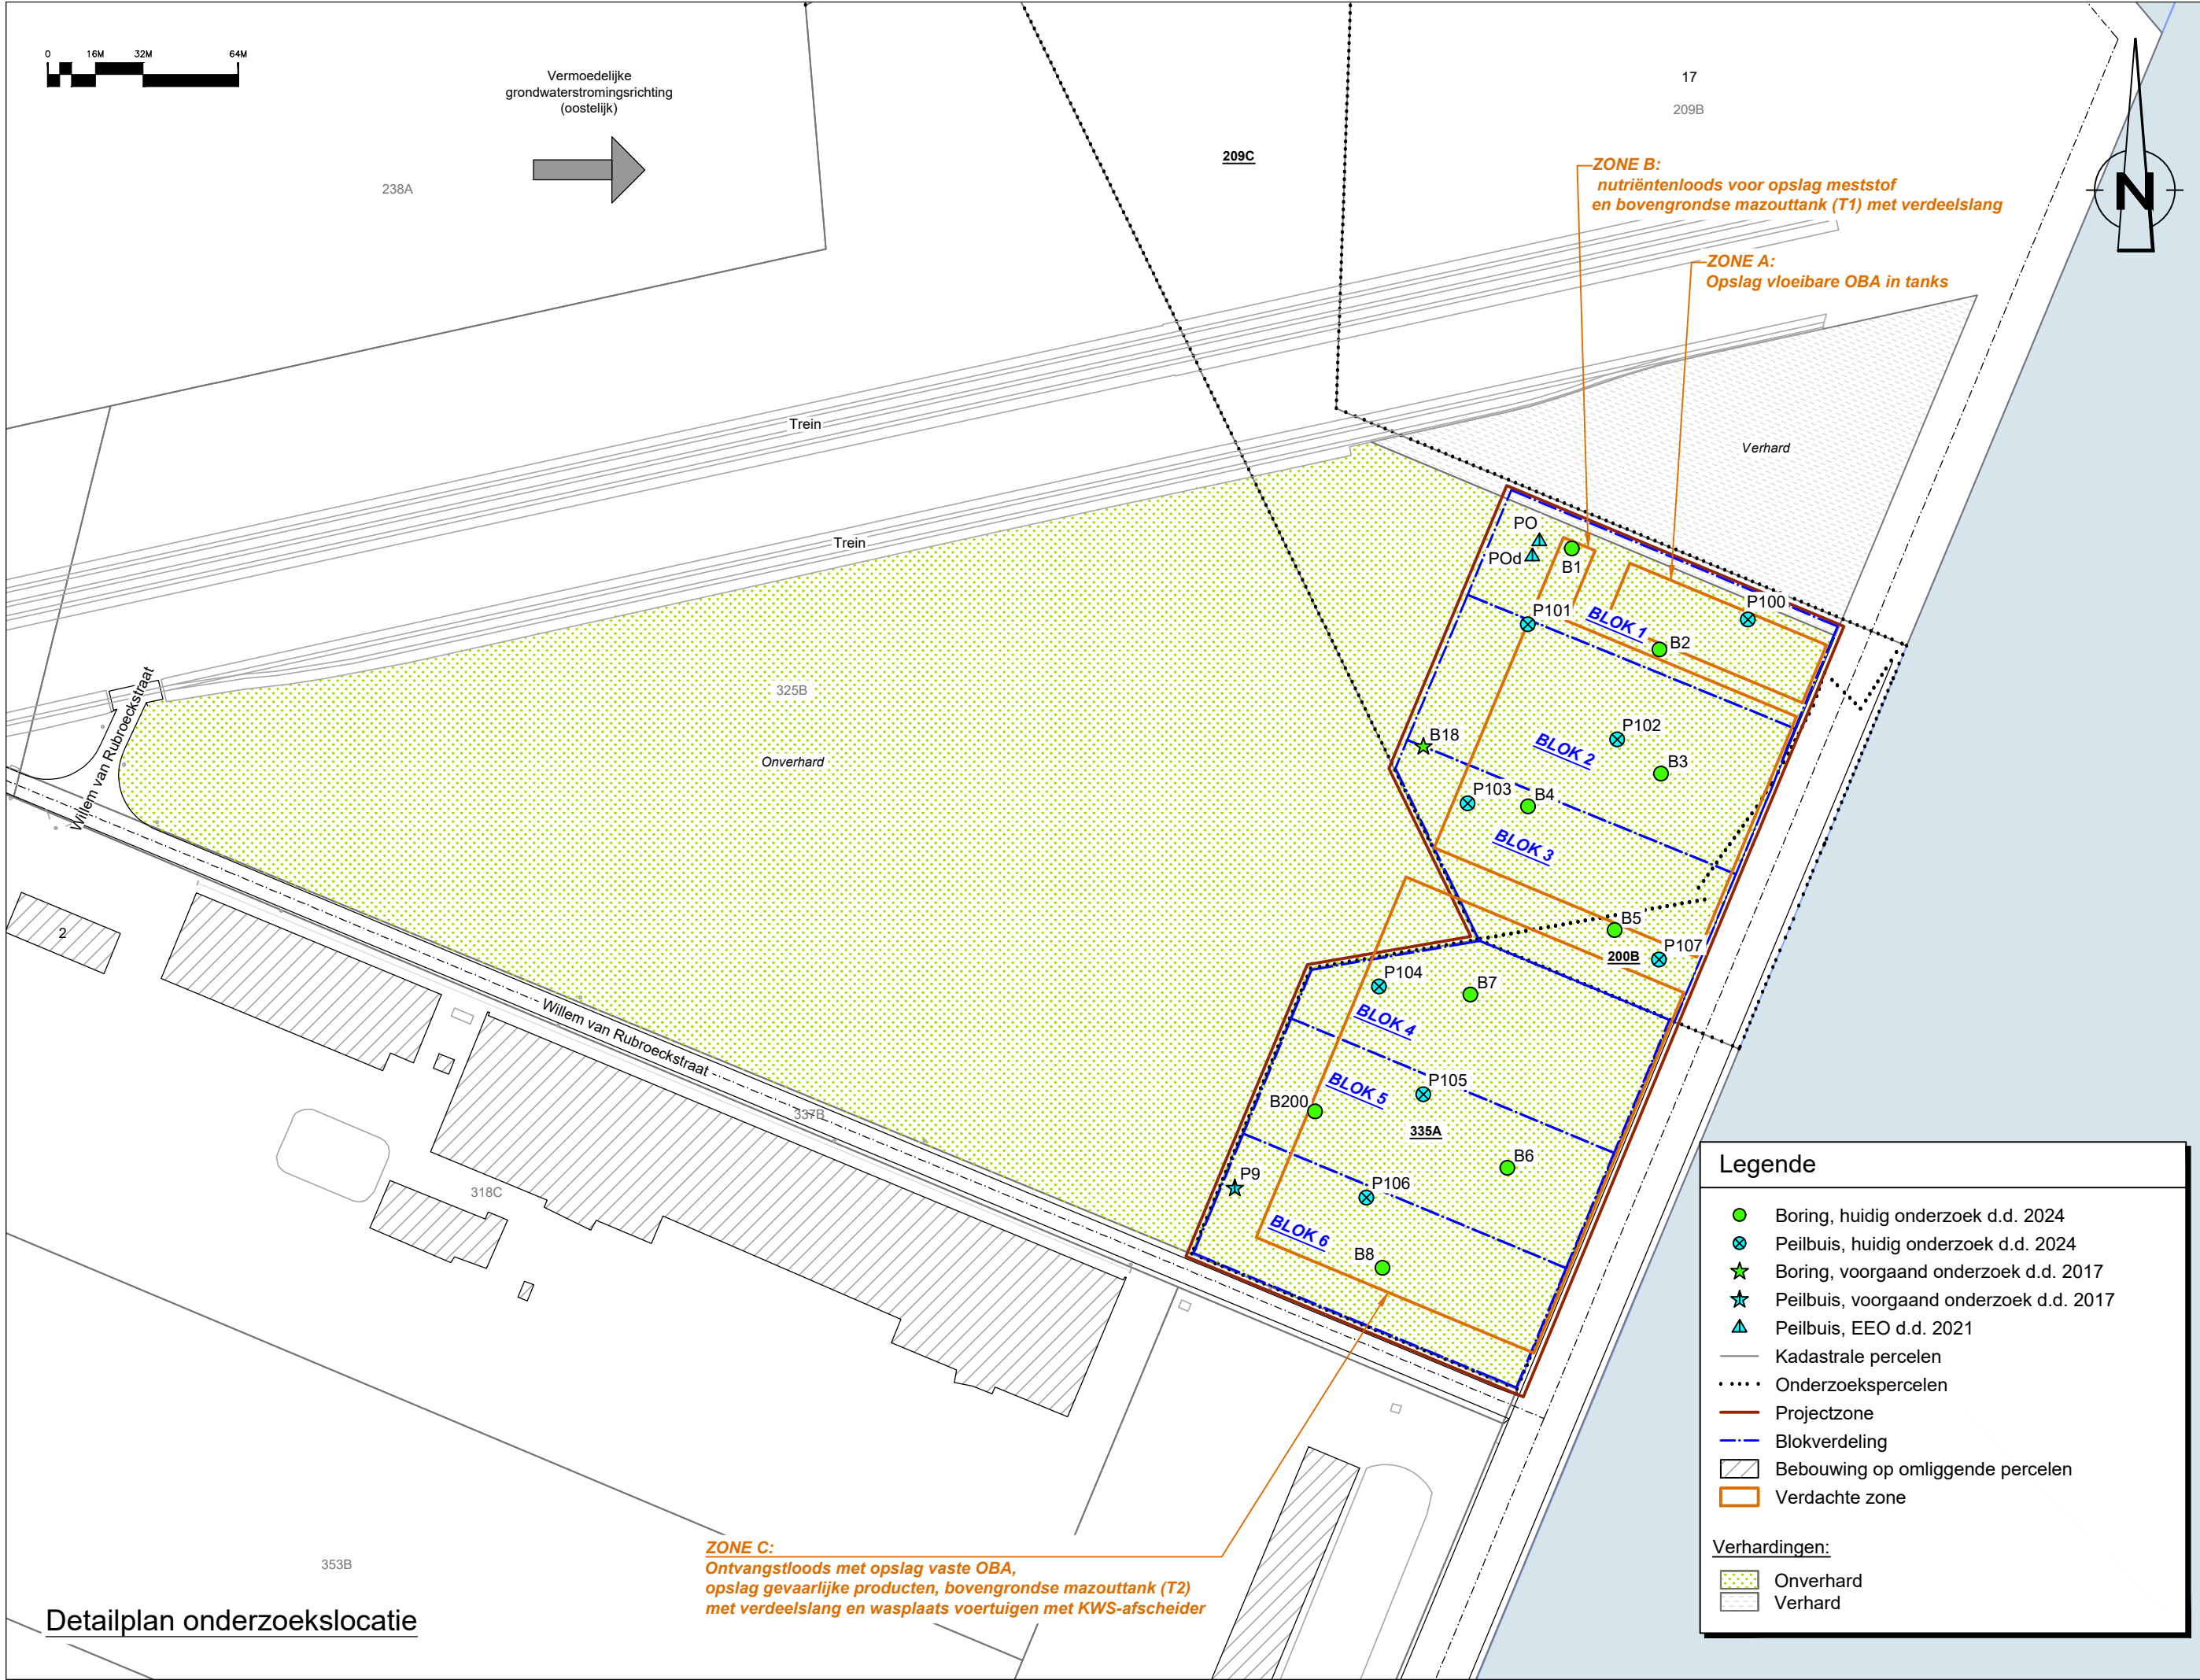 0 16M 32M 64M
Vermoedelijke
grondwaterstromingsrichting
(oostelijk)
238A
209C
17
209B
ZONE B:
nutriëntenloods voor opslag meststof
en bovengrondse mazouttank (T1) met verdeelslang
N
ZONE A:
Opslag vloeibare OBA in tanks
Trein
Verhard
Trein
PO
POd
B1
P100
P101
BLOK 1
B2
Willem van Rubroeckstraat
325B
Onverhard
B18
P102
BLOK 2
B3
P103
B4
BLOK 3
B5
200B
P107
2
P104
B7
BLOK 4
Willem van Rubroeckstraat
P105
BLOK 5
B200
337B
335A
B6
P9
318C
P106
BLOK 6
B8
Legende
Boring, huidig onderzoek d.d. 2024
Peilbuis, huidig onderzoek d.d. 2024
Boring, voorgaand onderzoek d.d. 2017
Peilbuis, voorgaand onderzoek d.d. 2017
Peilbuis, EEO d.d. 2021
Kadastrale percelen
Onderzoekspercelen
Projectzone
Blokverdeling
Bebouwing op omliggende percelen
Verdachte zone
Verhardingen:
Onverhard
Verhard
ZONE C:
Ontvangstloods met opslag vaste OBA,
opslag gevaarlijke producten, bovengrondse mazouttank (T2)
met verdeelslang en wasplaats voertuigen met KWS-afscheider
353B
Detailplan onderzoekslocatie